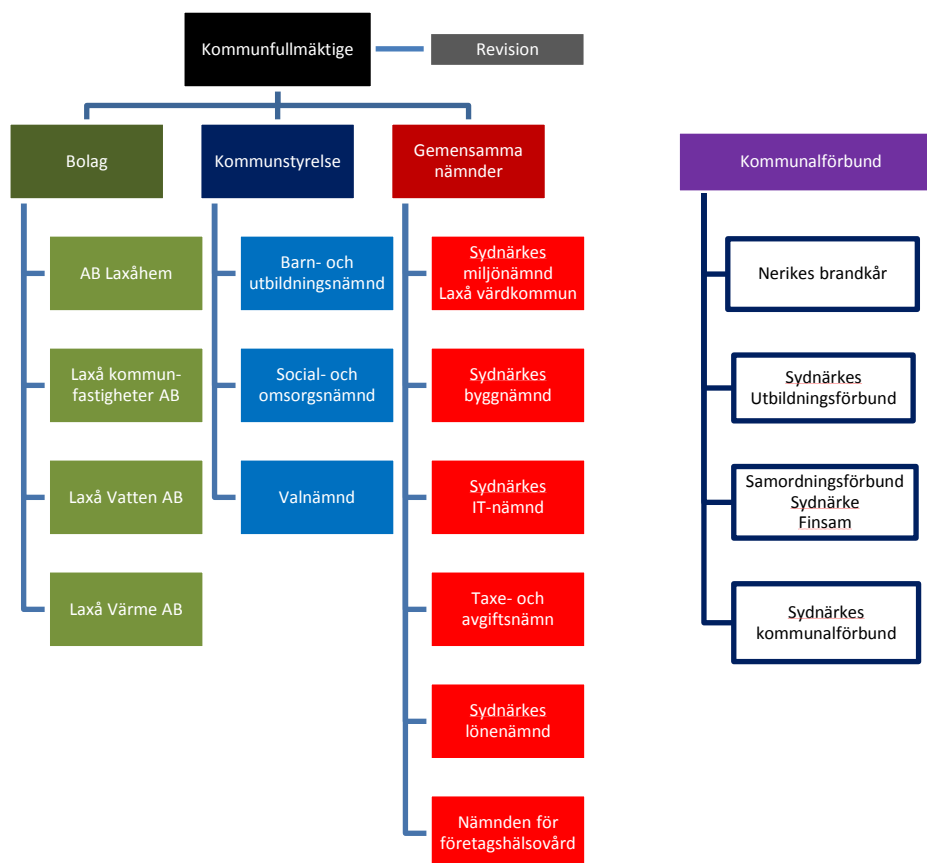 Kommunfullmäktige
Revision
Bolag
Kommunstyrelse
Gemensamma
nämnder
Kommunalförbund
AB Laxåhem
Laxå kommun-
fastigheter AB
Laxå Vatten AB
Laxå Värme AB
Barn- och
utbildningsnämnd
Social- och
omsorgsnämnd
Valnämnd
Sydnärkes
miljönämnd
Laxå värdkommun
Sydnärkes
byggnämnd
Sydnärkes
IT-nämnd
Taxe- och
avgiftsnämn
Sydnärkes
lönenämnd
Nämnden för
företagshälsovård
Nerikes brandkår
Sydnärkes
Utbildningsförbund
Samordningsförbund
Sydnärke
Finsam
Sydnärkes
kommunalförbund